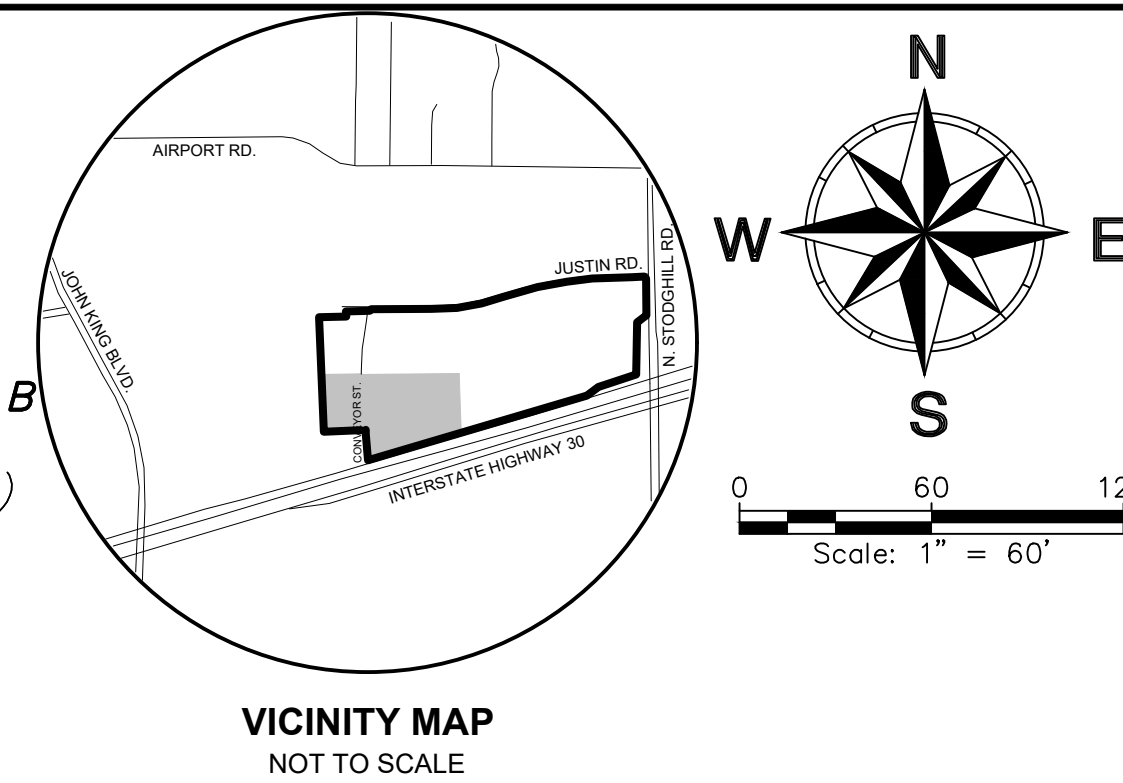 N
AIRPORT RD.
W
E
JOHN KING BLVD.
JUSTIN RD.
N. STODGHILL RD.
B
CONVEYOR ST.
S
INTERSTATE HIGHWAY 30
0 60 12
Scale: 1" = 60'
VICINITY MAP
NOT TO SCALE